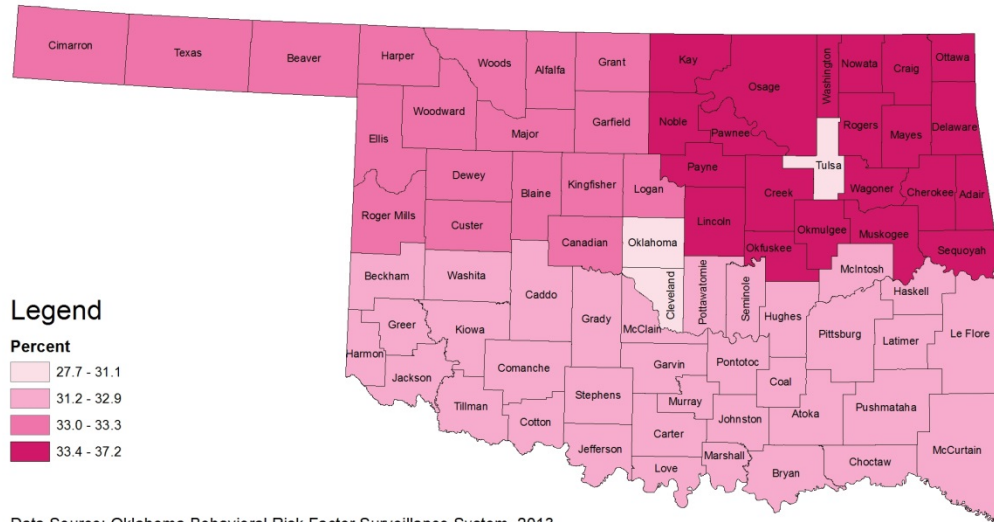 Cimarron
Texas
Beaver
Harper
Woods
Alfalfa
Grant
Kay
Osage
Washington
Nowata
Craig
Ottawa
Woodward
Ellis
Major
Garfield
Noble
Pawnee
Rogers
Mayes
Delaware
Tulsa
Dewey
Blaine
Kingfisher
Logan
Payne
Creek
Wagoner
Cherokee
Adair
Roger Mills
Custer
Canadian
Oklahoma
Lincoln
Okfuskee
Okmulgee
Muskogee
Sequoyah
Beckham
Washita
Caddo
Grady
Cleveland
Pottawatomie
Seminole
Hughes
McIntosh
Haskell
Greer
Kiowa
McClain
Pittsburg
Latimer
Le Flore
Harmon
Jackson
Comanche
Garvin
Pontotoc
Coal
Tillman
Cotton
Stephens
Murray
Johnston
Atoka
Pushmataha
Jefferson
Carter
Love
Marshall
Bryan
Choctaw
McCurtain
Legend
Percent
27.7 - 31.1
31.2 - 32.9
33.0 - 33.3
33.4 - 37.2